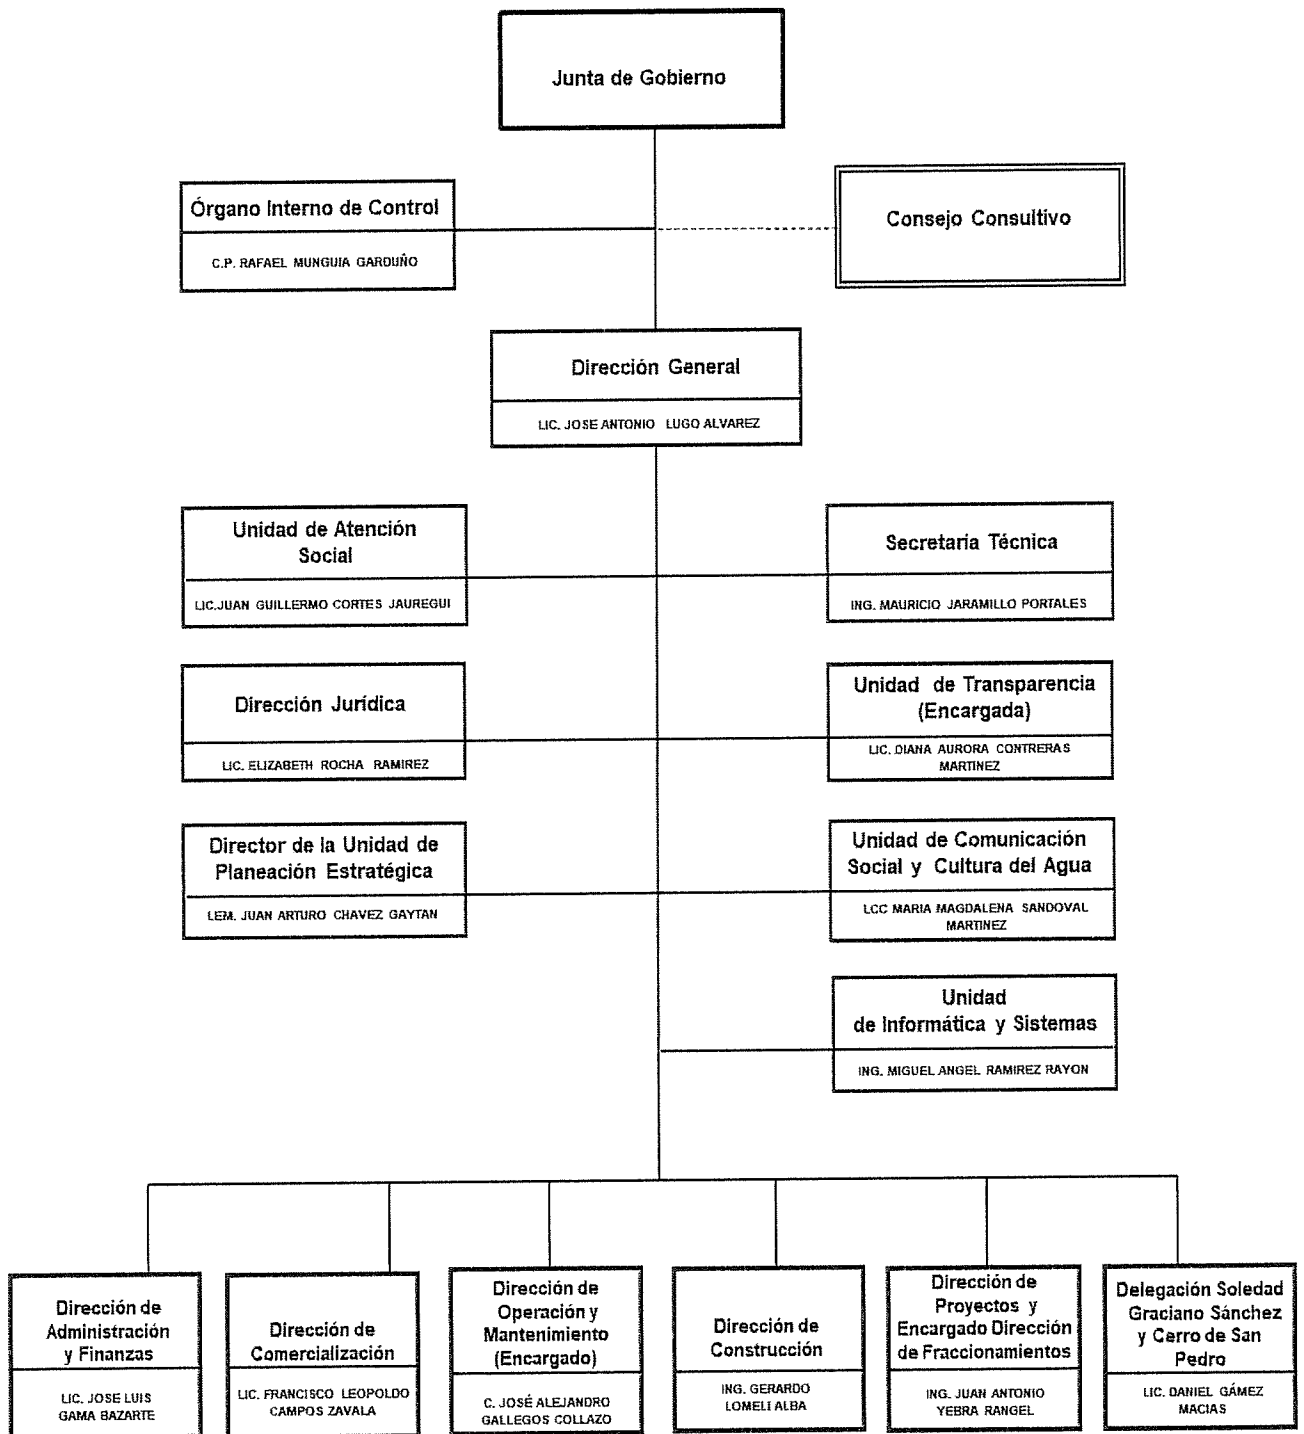 Junta de Gobierno
Órgano Interno de Control
C.P. RAFAEL MUNGUIA GARDUÑO
Consejo Consultivo
Dirección General
LIC. JOSE ANTONIO LUGO ALVAREZ
Unidad de Atención
Social
LIC.JUAN GUILLERMO CORTES JAUREGUI
Secretaria Técnica
ING. MAURICIO JARAMILLO PORTALES
Dirección Jurídica
LIC. ELIZABETH ROCHA RAMIREZ
Unidad de Transparencia
(Encargada)
LIC. DIANA AURORA CONTRERAS
MARTINEZ
Director de la Unidad de
Planeación Estratégica
LEM. JUAN ARTURO CHAVEZ GAYTAN
Unidad de Comunicación
Social y Cultura del Agua
LCC MARIA MAGDALENA SANDOVAL
MARTINEZ
Unidad
de Informática y Sistemas
ING. MIGUEL ANGEL RAMIREZ RAYON
Dirección de
Administración
y Finanzas
LIC. JOSE LUIS
GAMA BAZARTE
Dirección de
Comercialización
LIC. FRANCISCO LEOPOLDO
CAMPOS ZAVALA
Dirección de
Operación y
Mantenimiento
(Encargado)
C. JOSÉ ALEJANDRO
GALLEGOS COLLAZO
Dirección de
Construcción
ING. GERARDO
LOMELI ALBA
Dirección de
Proyectos y
Encargado Dirección
de Fraccionamientos
ING. JUAN ANTONIO
YEBRA RANGEL
Delegación Soledad
Graciano Sánchez
y Cerro de San
Pedro
LIC. DANIEL GÁMEZ
MACIAS